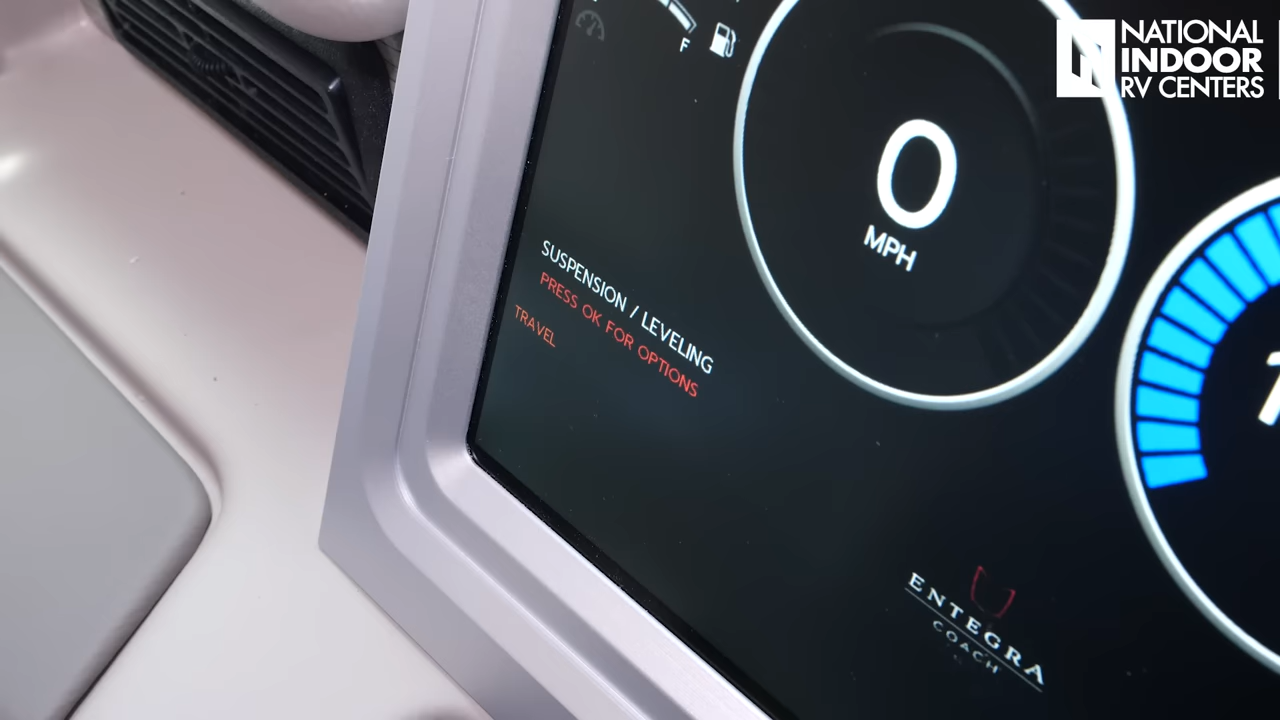 NATIONAL
INDOOR
RV CENTERS
F
0
MPH
SUSPENSION / LEVELING
PRESS OK FOR OPTIONS
TRAVEL
ENTEGRA
COACH